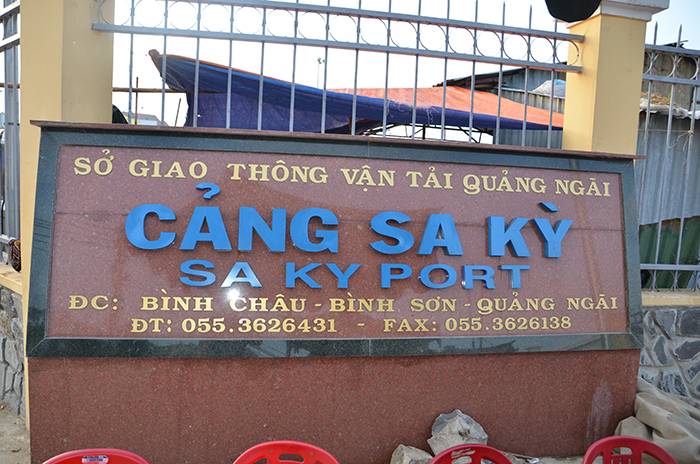 SỞ GIAO THÔNG VẬN TẢI QUẢNG NGÃI
CẢNG SA KỲ
SA KY PORT
ĐC: BÌNH CHÂU - BÌNH SƠN - QUẢNG NGÃI
ĐT: 055.3626431 - FAX: 055.3626138